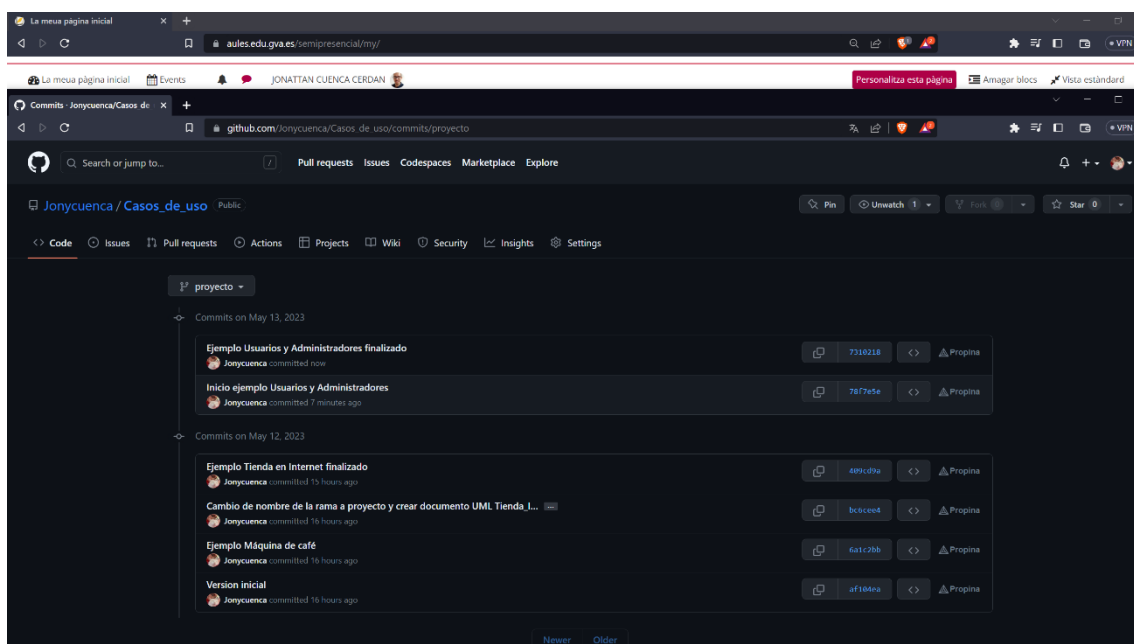 La meua página inicial
aules.edu.gva.es/semipresencial/my/
VPN
La meua pàgina inicial Events JONATTAN CUENCA CERDAN Personalitza esta pàgina Amagar blocs Vista estàndard
Commits · Jonycuenca/Casos_de
github.com/Jonycuenca/Casos_de_uso/commits/proyecto
VPN
Search or jump to... / Pull requests Issues Codespaces Marketplace Explore
Jonycuenca / Casos_de_uso Public Pin Unwatch 1 Fork 0 Star 0
Code Issues Pull requests Actions Projects Wiki Security Insights Settings
proyecto
Commits on May 13, 2023
Ejemplo Usuarios y Administradores finalizado
Jonycuenca committed now
7310218 Propina
Inicio ejemplo Usuarios y Administradores
Jonycuenca committed 7 minutes ago
78f7e5e Propina
Commits on May 12, 2023
Ejemplo Tienda en Internet finalizado
Jonycuenca committed 15 hours ago
409cd9a Propina
Cambio de nombre de la rama a proyecto y crear documento UML Tienda_I... …
Jonycuenca committed 16 hours ago
bc6cee4 Propina
Ejemplo Máquina de café
Jonycuenca committed 16 hours ago
6a1c2bb Propina
Version inicial
Jonycuenca committed 16 hours ago
af104ea Propina
Newer Older